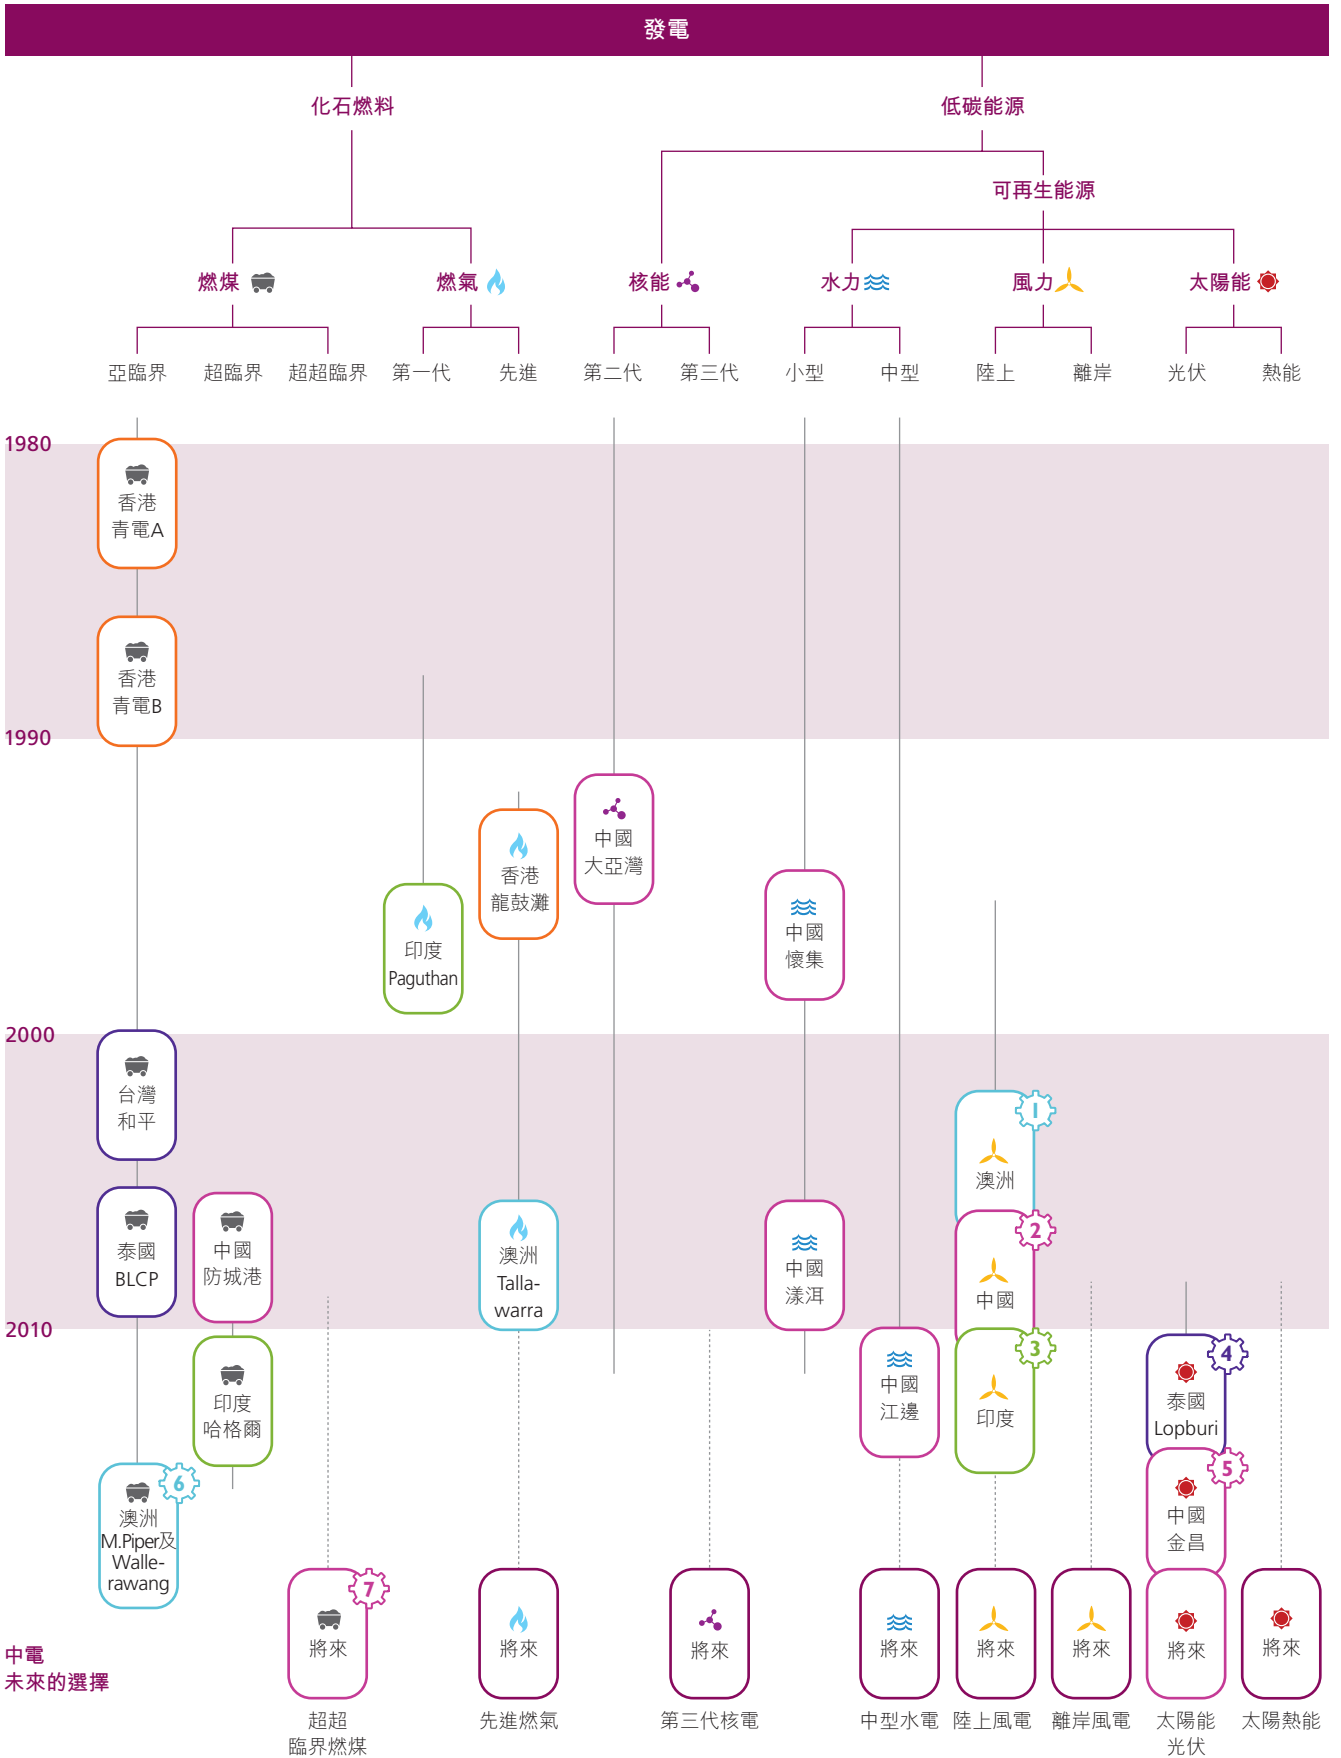 發電
化石燃料
低碳能源
可再生能源
燃煤
燃氣
核能
水力
風力
太陽能
亞臨界
超臨界
超超臨界
第一代
先進
第二代
第三代
小型
中型
陸上
離岸
光伏
熱能
1980
香港
青電A
香港
青電B
1990
中國
大亞灣
香港
龍鼓灘
印度
Paguthan
中國
懷集
2000
台灣
和平
1
澳洲
泰國
BLCP
中國
防城港
澳洲
Talla-
warra
中國
漾洱
2
中國
2010
印度
哈格爾
中國
江邊
3
印度
4
泰國
Lopburi
6
澳洲
M.Piper及
Walle-
rawang
5
中國
金昌
7
將來
將來
將來
將來
將來
將來
將來
將來
中電
未來的選擇
超超
臨界燃煤
先進燃氣
第三代核電
中型水電
陸上風電
離岸風電
太陽能
光伏
太陽熱能